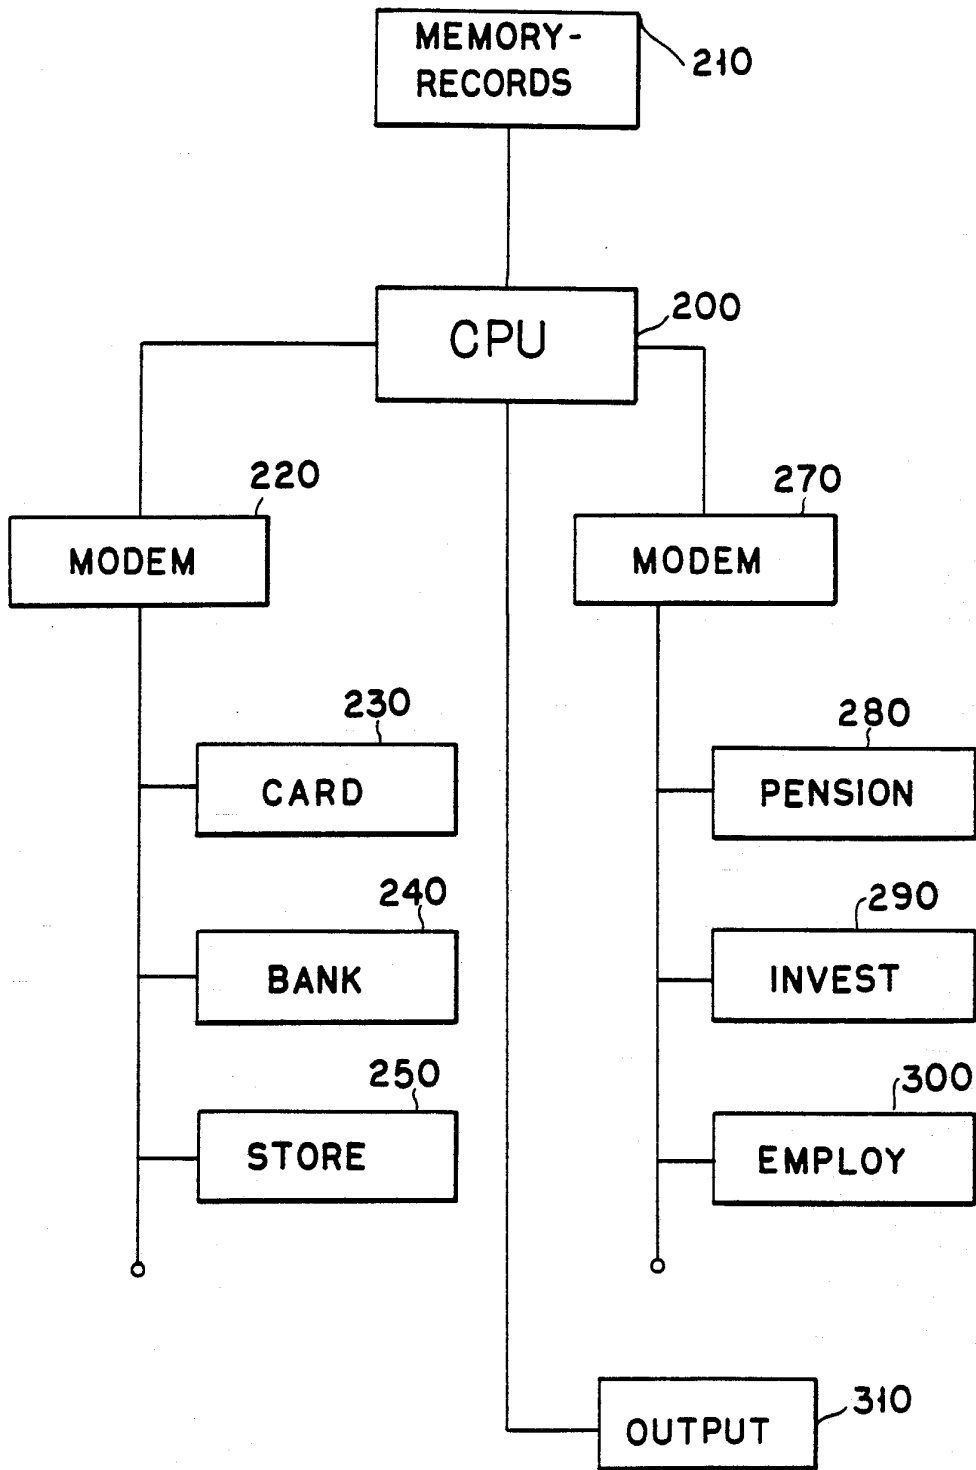 MEMORY-
RECORDS
210
CPU
200
220
MODEM
270
MODEM
230
CARD
280
PENSION
240
BANK
290
INVEST
250
STORE
300
EMPLOY
310
OUTPUT